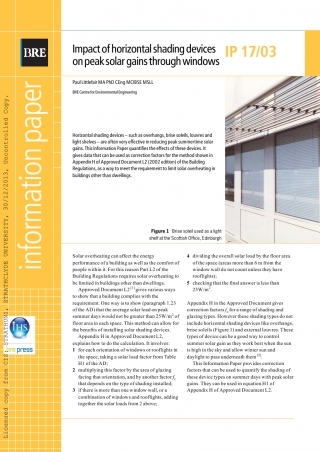 BRE
Impact of horizontal shading devices
on peak solar gains through windows
IP 17/03
Paul Littlefair MA PhD CEng MCIBSE MSLL
BRE Centre for Environmental Engineering
information paper
Licensed copy from CIS: STRATHCL, STRATHCLYDE UNIVERSITY, 30/12/2013, Uncontrolled Copy.
IHS
press
Horizontal shading devices – such as overhangs, brise soleils, louvres and
light shelves – are often very effective in reducing peak summertime solar
gains. This Information Paper quantifies the effects of these devices. It
gives data that can be used as correction factors for the method shown in
Appendix H of Approved Document L2 (2002 edition) of the Building
Regulations, as a way to meet the requirement to limit solar overheating in
buildings other than dwellings.
Figure 1 Brise soleil used as a light
shelf at the Scottish Office, Edinburgh
Solar overheating can affect the energy
performance of a building as well as the comfort of
people within it. For this reason Part L2 of the
Building Regulations requires solar overheating to
be limited in buildings other than dwellings.
Approved Document L2[1] gives various ways
to show that a building complies with the
requirement. One way is to show (paragraph 1.23
of the AD) that the average solar load on peak
summer days would not be greater than 25W/m2 of
floor area in each space. This method can allow for
the benefits of installing solar shading devices.
Appendix H in Approved Document L2,
explains how to do the calculation. It involves:
1 for each orientation of windows or rooflights in
the space, taking a solar load factor from Table
H1 of the AD;
2 multiplying this factor by the area of glazing
facing that orientation, and by another factor fc
that depends on the type of shading installed;
3 if there is more than one window wall, or a
combination of windows and rooflights, adding
together the solar loads from 2 above;
4 dividing the overall solar load by the floor area
of the space (areas more than 6 m from the
window wall do not count unless they have
rooflights);
5 checking that the final answer is less than
25W/m2.
Appendix H in the Approved Document gives
correction factors fc for a range of shading and
glazing types. However these shading types do not
include horizontal shading devices like overhangs,
brise soleils (Figure 1) and external louvres. These
types of device can be a good way to control
summer solar gain as they work best when the sun
is high in the sky and allow winter sun and
daylight to pass underneath them[2].
This Information Paper provides correction
factors that can be used to quantify the shading of
these device types on summer days with peak solar
gains. They can be used in equation H1 of
Appendix H of Approved Document L2.